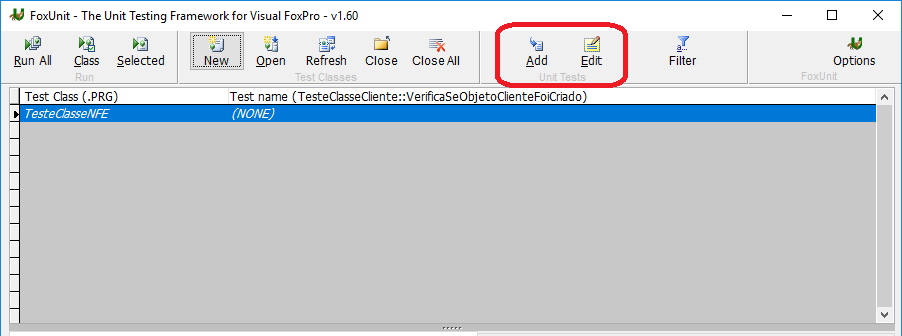 FoxUnit - The Unit Testing Framework for Visual FoxPro - v1.60
Run All Class Selected New Open Refresh Close Close All Add Edit Filter Options
Run Test Classes Unit Tests FoxUnit
Test Class (.PRG) Test name (TesteClasseCliente::VerificaSeObjetoClienteFoiCriado)
TesteClasseNFE (NONE)